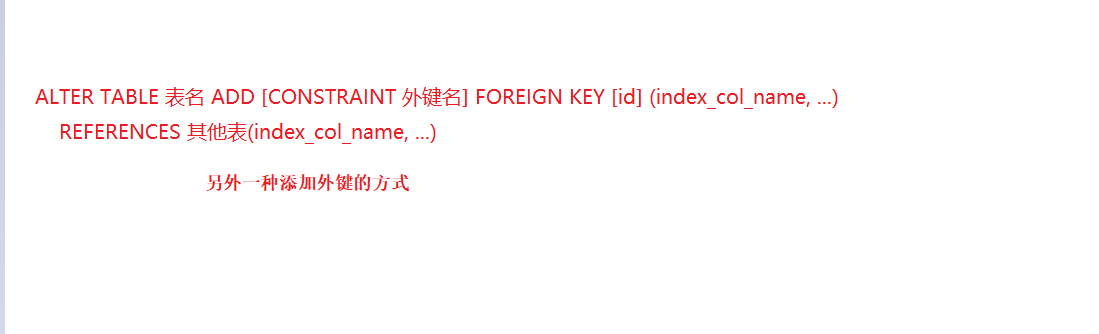 ALTER TABLE 表名 ADD [CONSTRAINT 外键名] FOREIGN KEY [id] (index_col_name, ...)
REFERENCES 其他表(index_col_name, ...)
另外一种添加外键的方式